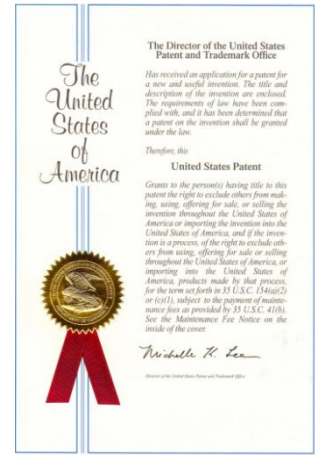 The
United
States
of
America
The Director of the United States
Patent and Trademark Office
Has received an application for a patent for
a new and useful invention. The title and
description of the invention are enclosed.
The requirements of law have been com-
plied with, and it has been determined that
a patent on the invention shall be granted
under the law.
Therefore, this
United States Patent
Grants to the person(s) having title to this
patent the right to exclude others from mak-
ing, using, offering for sale, or selling the
invention throughout the United States of
America or importing the invention into the
United States of America, and if the inven-
tion is a process, of the right to exclude oth-
ers from using, offering for sale or selling
throughout the United States of America, or
importing into the United States of
America, products made by that process,
for the term set forth in 35 U.S.C. 154(a)(2)
or (c)(1), subject to the payment of mainte-
nance fees as provided by 35 U.S.C. 41(b).
See the Maintenance Fee Notice on the
inside of the cover.
Michelle K. Lee
Director of the United States Patent and Trademark Office